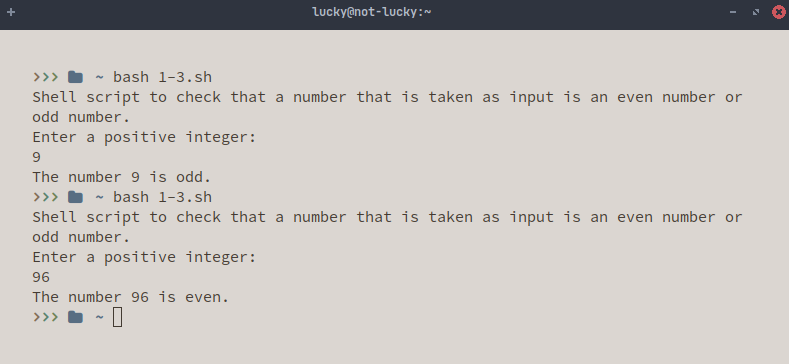 lucky@not-lucky:~
>>> ~ bash 1-3.sh
Shell script to check that a number that is taken as input is an even number or
odd number.
Enter a positive integer:
9
The number 9 is odd.
>>> ~ bash 1-3.sh
Shell script to check that a number that is taken as input is an even number or
odd number.
Enter a positive integer:
96
The number 96 is even.
>>> ~